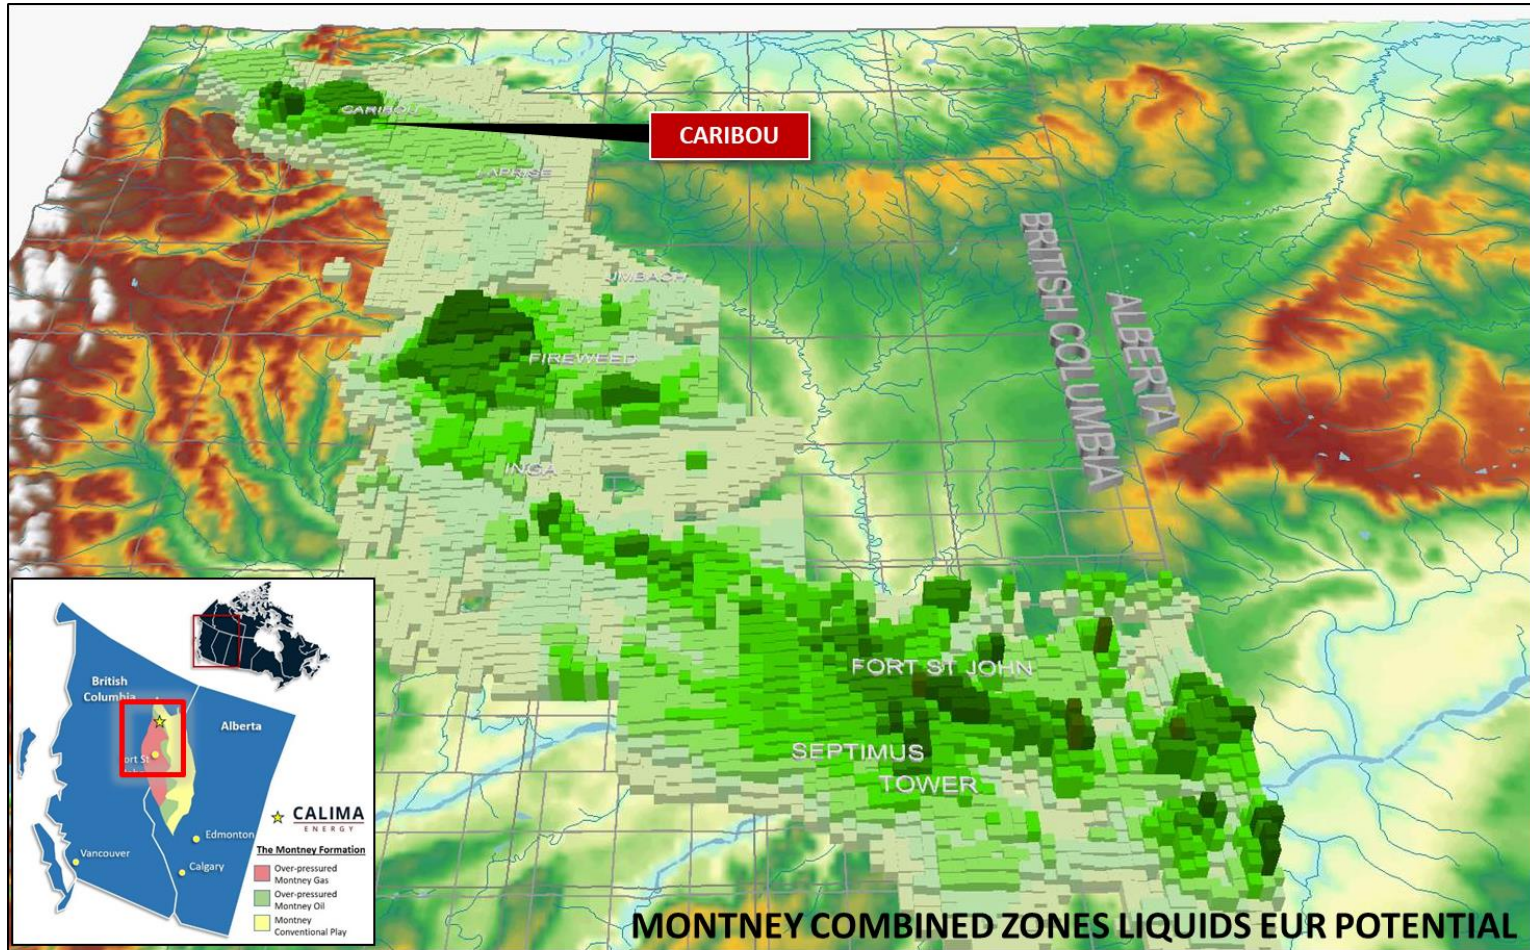 CARIBOU
CARIBOU
LAPRISE
UMBACH
BRITISH COLUMBIA
ALBERTA
FIREWEED
INGA
FORT ST JOHN
SEPTIMUS
TOWER
British
Columbia
Alberta
ort St
CALIMA
ENERGY
Edmonton
The Montney Formation
Vancouver
Calgary
Over-pressured
Montney Gas
Over-pressured
Montney Oil
Montney
Conventional Play
MONTNEY COMBINED ZONES LIQUIDS EUR POTENTIAL